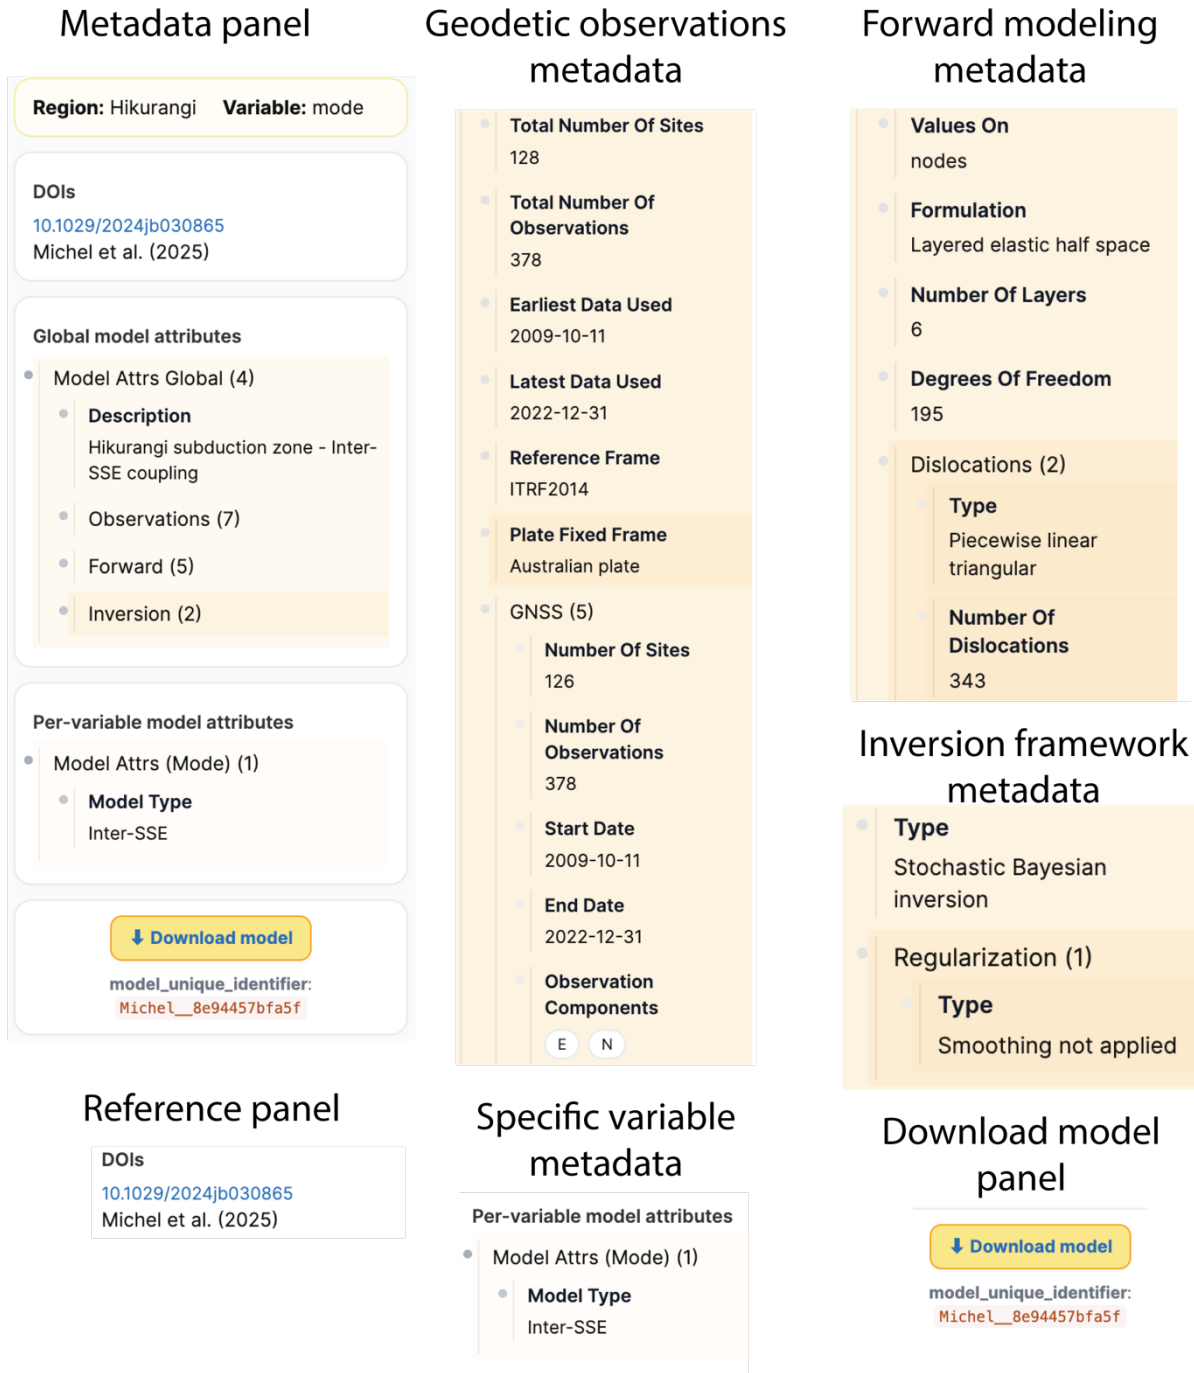 Metadata panel
Region: Hikurangi Variable: mode
DOIs
10.1029/2024jb030865
Michel et al. (2025)
Global model attributes
Model Attrs Global (4)
Description
Hikurangi subduction zone - Inter-
SSE coupling
Observations (7)
Forward (5)
Inversion (2)
Per-variable model attributes
Model Attrs (Mode) (1)
Model Type
Inter-SSE
⬇ Download model
model_unique_identifier:
Michel__8e94457bfa5f
Reference panel
DOIs
10.1029/2024jb030865
Michel et al. (2025)
Geodetic observations
metadata
Total Number Of Sites
128
Total Number Of
Observations
378
Earliest Data Used
2009-10-11
Latest Data Used
2022-12-31
Reference Frame
ITRF2014
Plate Fixed Frame
Australian plate
GNSS (5)
Number Of Sites
126
Number Of
Observations
378
Start Date
2009-10-11
End Date
2022-12-31
Observation
Components
E N
Specific variable
metadata
Per-variable model attributes
Model Attrs (Mode) (1)
Model Type
Inter-SSE
Forward modeling
metadata
Values On
nodes
Formulation
Layered elastic half space
Number Of Layers
6
Degrees Of Freedom
195
Dislocations (2)
Type
Piecewise linear
triangular
Number Of
Dislocations
343
Inversion framework
metadata
Type
Stochastic Bayesian
inversion
Regularization (1)
Type
Smoothing not applied
Download model
panel
⬇ Download model
model_unique_identifier:
Michel__8e94457bfa5f